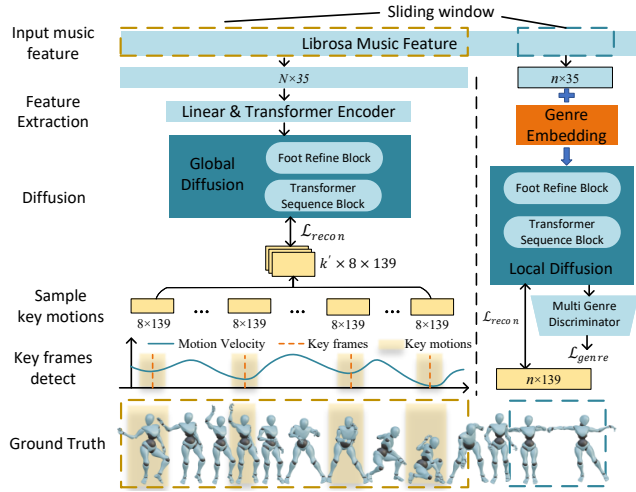 Sliding window
Input music
feature
Librosa Music Feature
N×35
n×35
Feature
Extraction
Linear & Transformer Encoder
Genre
Embedding
Diffusion
Global
Diffusion
Foot Refine Block
Transformer
Sequence Block
Foot Refine Block
Transformer
Sequence Block
Local Diffusion
ℒrecon
k′ × 8 × 139
Sample
key motions
... ... ...
8×139 8×139 8×139 8×139
ℒrecon
Multi Genre
Discriminator
ℒgenre
Key frames
detect
Motion Velocity Key frames Key motions
n×139
Ground Truth